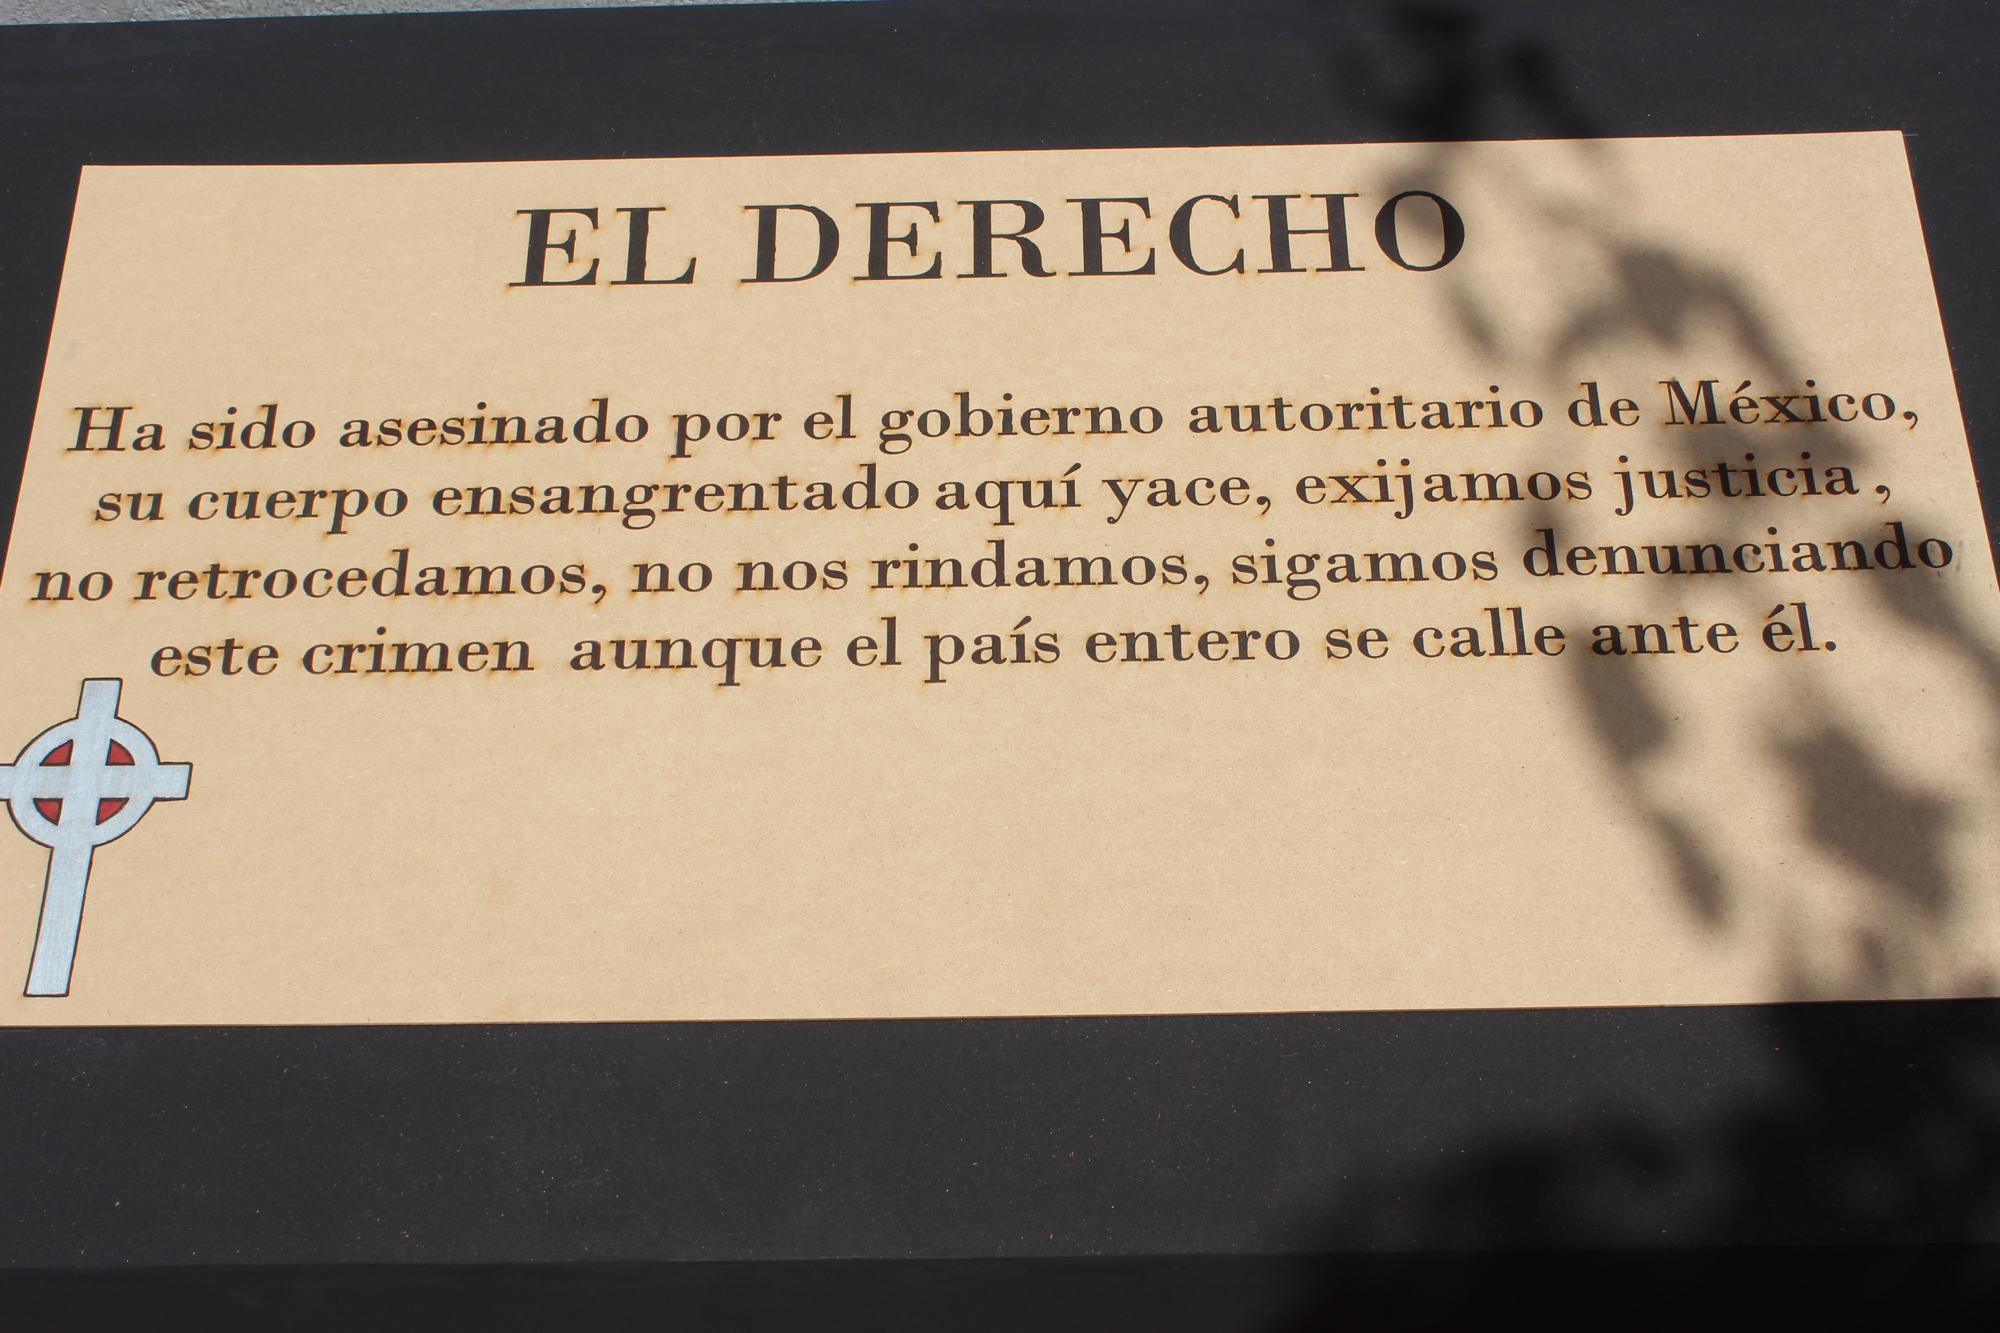 EL DERECHO
Ha sido asesinado por el gobierno autoritario de México,
su cuerpo ensangrentado aquí yace, exijamos justicia ,
no retrocedamos, no nos rindamos, sigamos denunciando
este crimen aunque el país entero se calle ante él.